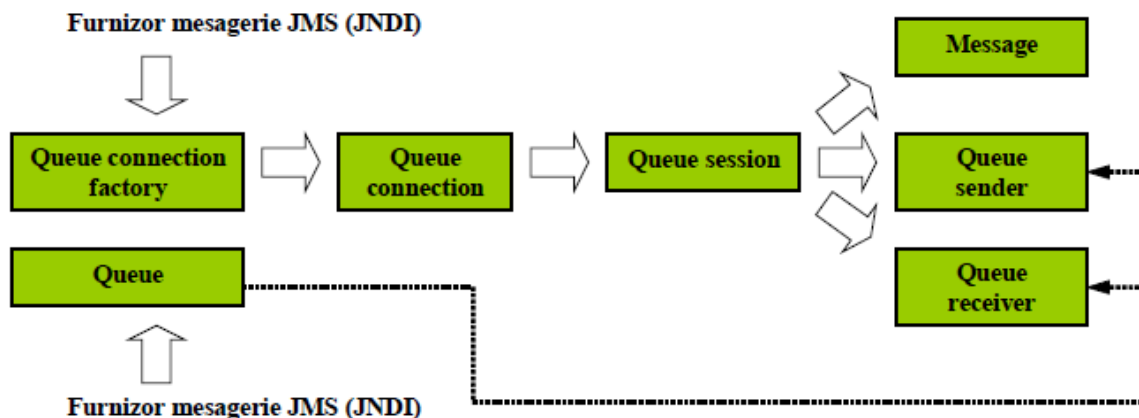 Furnizor mesagerie JMS (JNDI)
Message
Queue connection
factory
Queue
connection
Queue session
Queue
sender
Queue
Queue
receiver
Furnizor mesagerie JMS (JNDI)